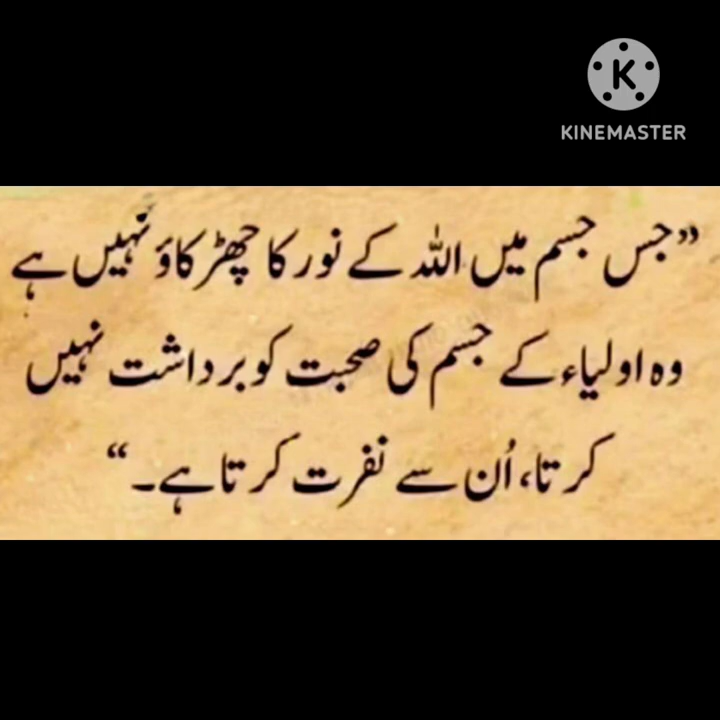 KINEMASTER
”جس جسم میں اللہ کے نور کا چھڑکاؤ نہیں ہے
وہ اولیاء کے جسم کی صحبت کو برداشت نہیں
کرتا، اُن سے نفرت کرتا ہے۔“